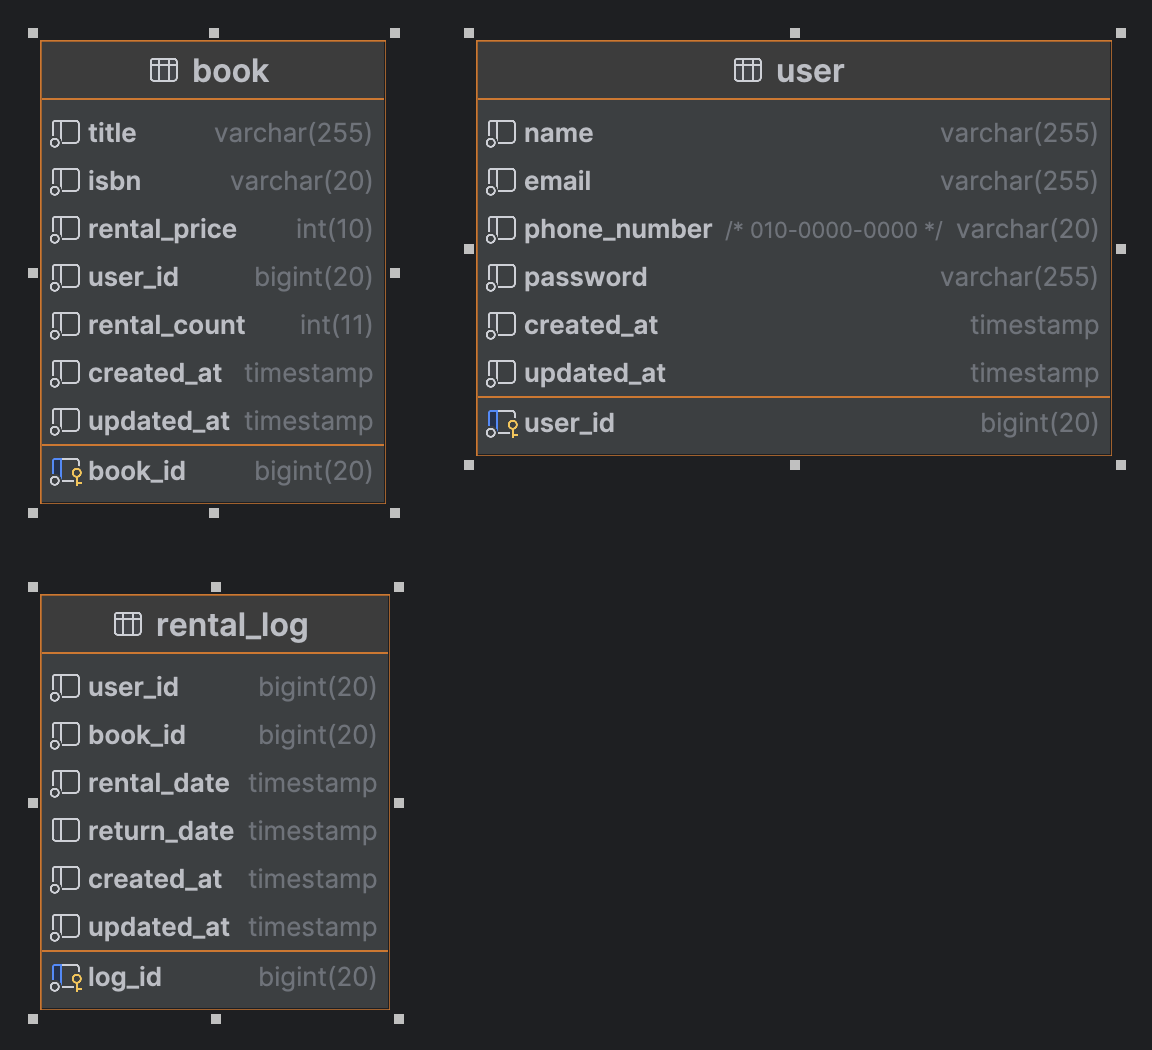 book
title varchar(255)
isbn varchar(20)
rental_price int(10)
user_id bigint(20)
rental_count int(11)
created_at timestamp
updated_at timestamp
book_id bigint(20)
user
name varchar(255)
email varchar(255)
phone_number /* 010-0000-0000 */ varchar(20)
password varchar(255)
created_at timestamp
updated_at timestamp
user_id bigint(20)
rental_log
user_id bigint(20)
book_id bigint(20)
rental_date timestamp
return_date timestamp
created_at timestamp
updated_at timestamp
log_id bigint(20)